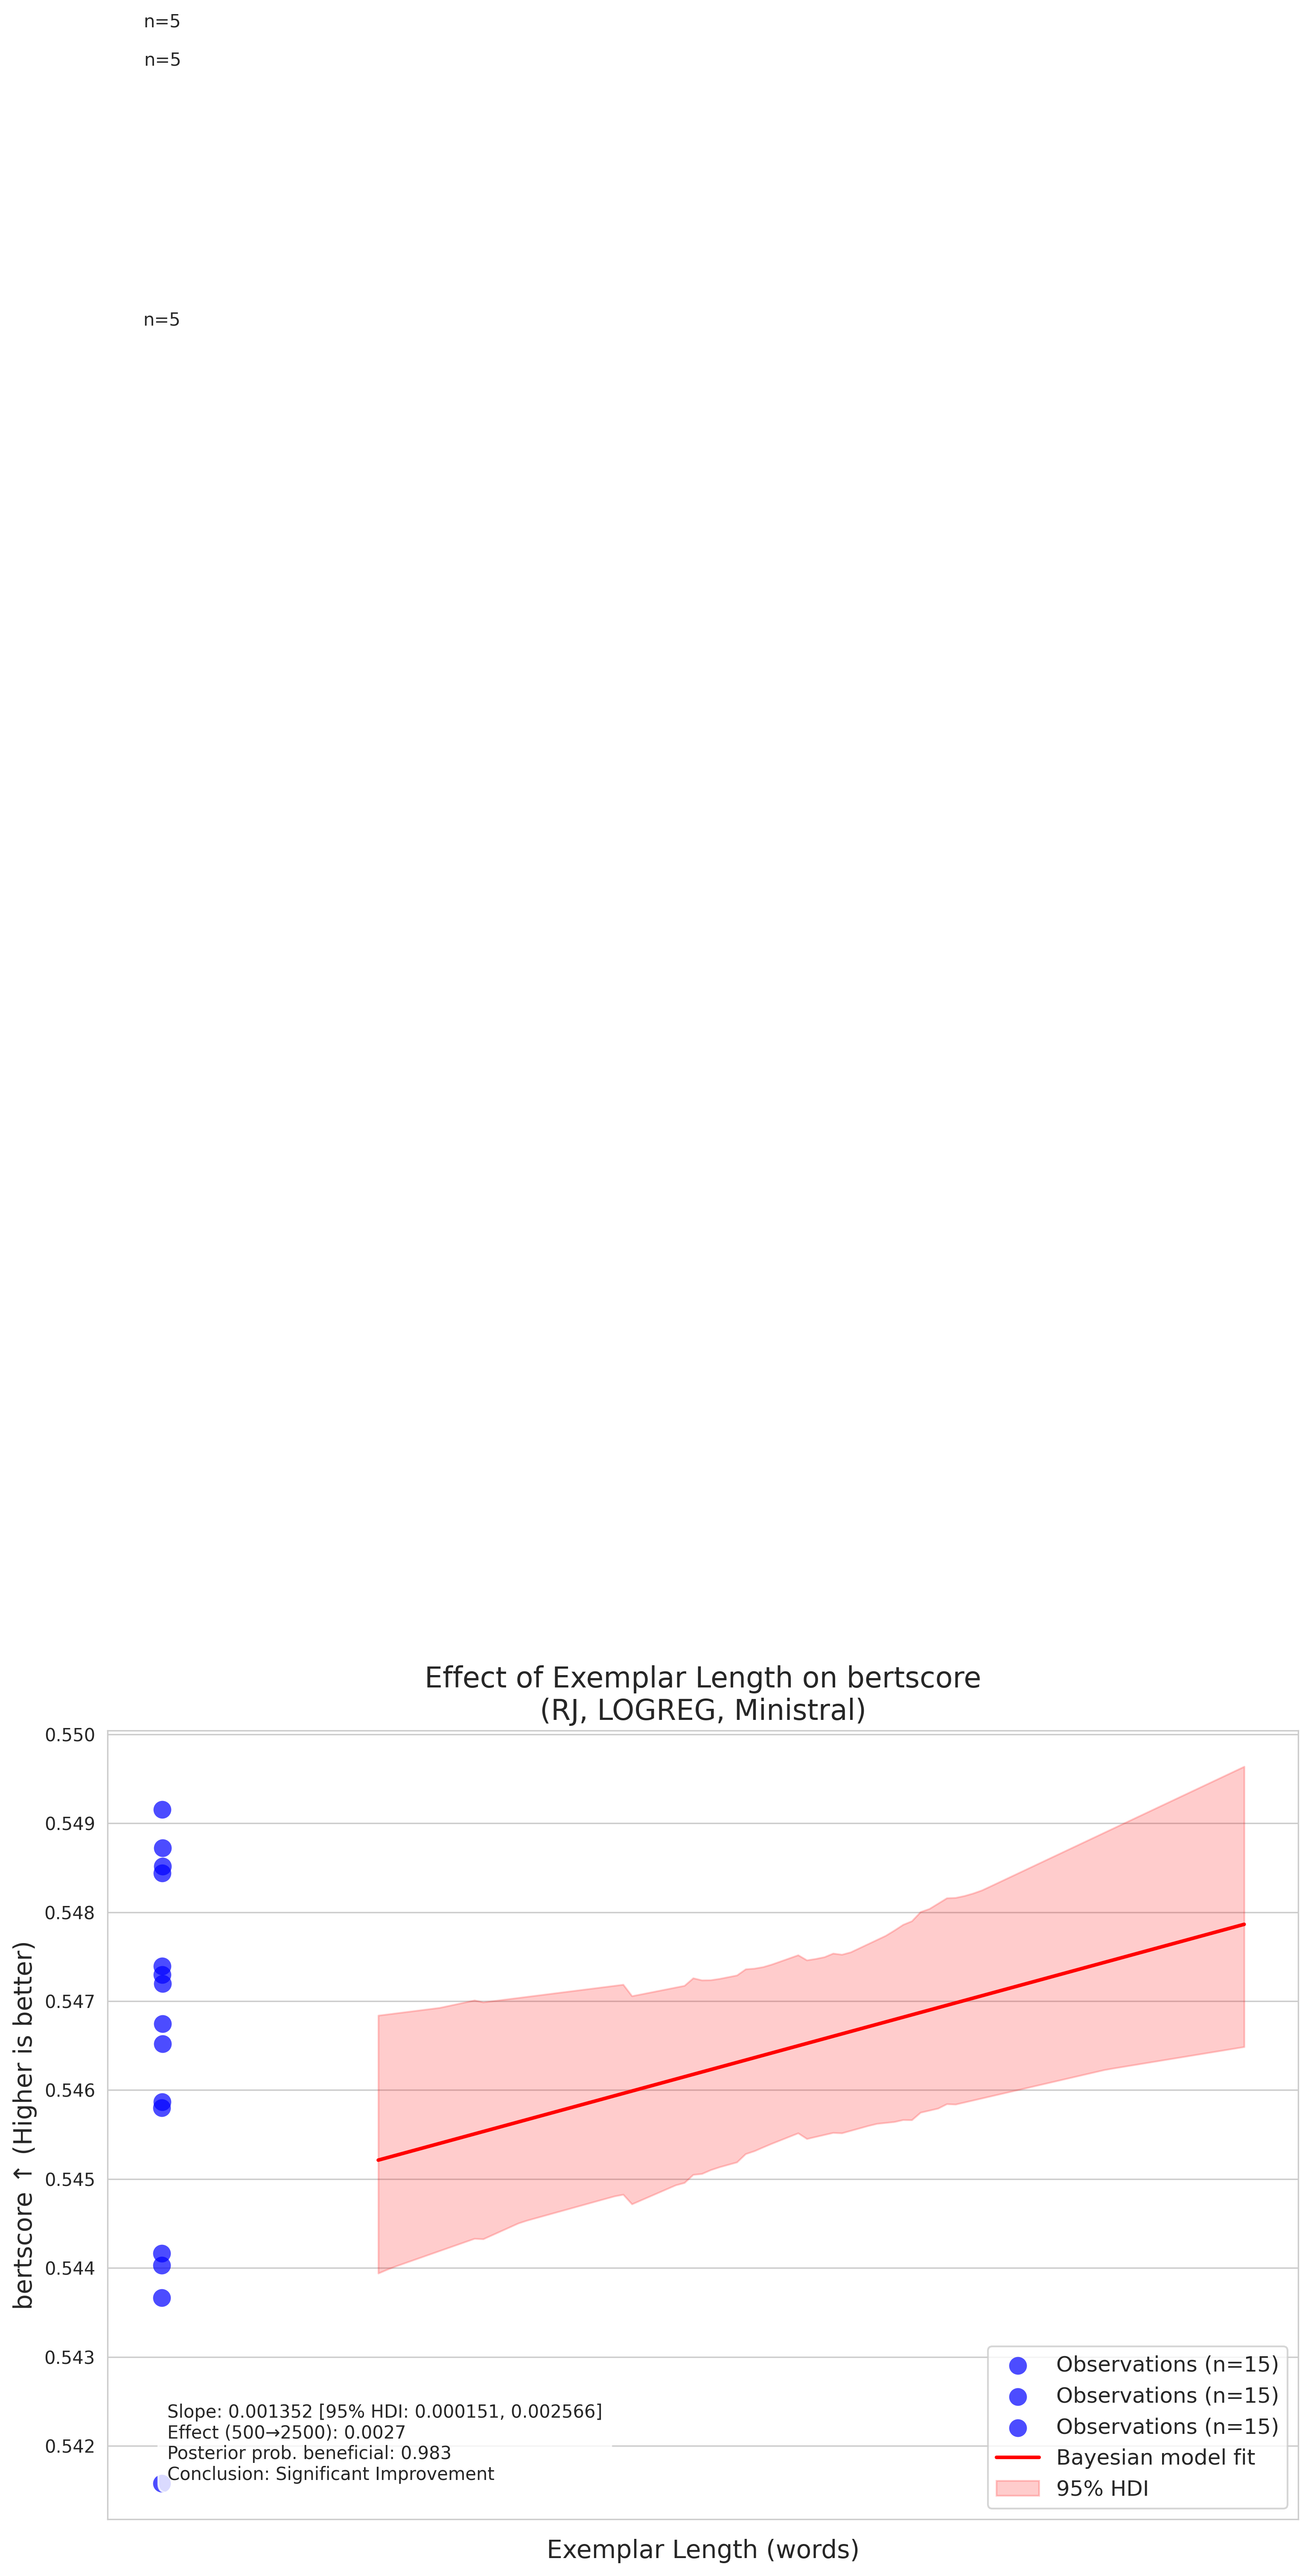 n=5
n=5
n=5
Effect of Exemplar Length on bertscore
(RJ, LOGREG, Ministral)
0.550
0.549
0.548
0.547
0.546
0.545
0.544
0.543
0.542
bertscore ↑ (Higher is better)
Slope: 0.001352 [95% HDI: 0.000151, 0.002566]
Effect (500→2500): 0.0027
Posterior prob. beneficial: 0.983
Conclusion: Significant Improvement
Observations (n=15)
Observations (n=15)
Observations (n=15)
Bayesian model fit
95% HDI
Exemplar Length (words)